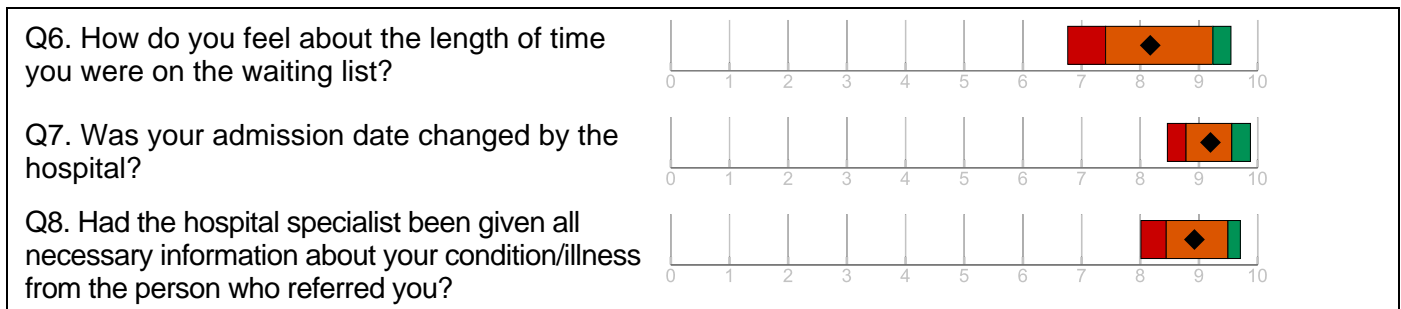 Q6. How do you feel about the length of time
you were on the waiting list?
0 1 2 3 4 5 6 7 8 9 10
Q7. Was your admission date changed by the
hospital?
0 1 2 3 4 5 6 7 8 9 10
Q8. Had the hospital specialist been given all
necessary information about your condition/illness
from the person who referred you?
0 1 2 3 4 5 6 7 8 9 10